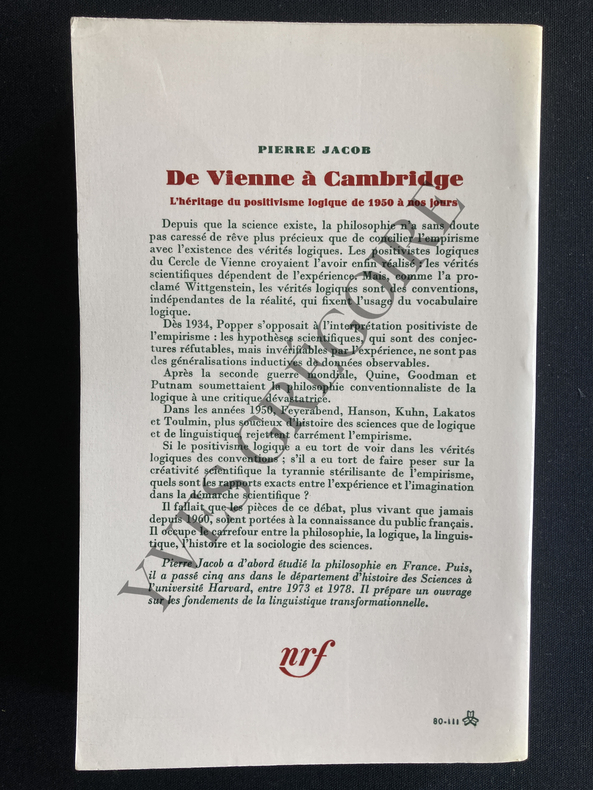 PIERRE JACOB
De Vienne à Cambridge
L'héritage du positivisme logique de 1950 à nos jours
Depuis que la science existe, la philosophie n'a sans doute
pas caressé de rêve plus précieux que de concilier l'empirisme
avec l'existence des vérités logiques. Les positivistes logiques
du Cercle de Vienne croyaient l'avoir enfin réalisé : les vérités
scientifiques dépendent de l'expérience. Mais, comme l'a pro-
clamé Wittgenstein, les vérités logiques sont des conventions,
indépendantes de la réalité, qui fixent l'usage du vocabulaire
logique.
Dès 1934, Popper s'opposait à l'interprétation positiviste de
l'empirisme : les hypothèses scientifiques, qui sont des conjec-
tures réfutables, mais invérifiables par l'expérience, ne sont pas
des généralisations inductives de données observables.
Après la seconde guerre mondiale, Quine, Goodman et
Putnam soumettaient la philosophie conventionnaliste de la
logique à une critique dévastatrice.
Dans les années 1950, Feyerabend, Hanson, Kuhn, Lakatos
et Toulmin, plus soucieux d'histoire des sciences que de logique
et de linguistique, rejettent carrément l'empirisme.
Si le positivisme logique a eu tort de voir dans les vérités
logiques des conventions ; s'il a eu tort de faire peser sur la
créativité scientifique la tyrannie stérilisante de l'empirisme,
quels sont les rapports exacts entre l'expérience et l'imagination
dans la démarche scientifique ?
Il fallait que les pièces de ce débat, plus vivant que jamais
depuis 1960, soient portées à la connaissance du public français.
Il occupe le carrefour entre la philosophie, la logique, la linguis-
tique, l'histoire et la sociologie des sciences.
Pierre Jacob a d'abord étudié la philosophie en France. Puis,
il a passé cinq ans dans le département d'histoire des Sciences à
l'université Harvard, entre 1973 et 1978. Il prépare un ouvrage
sur les fondements de la linguistique transformationnelle.
nrf
80-III
YVES GRÉGOIRE